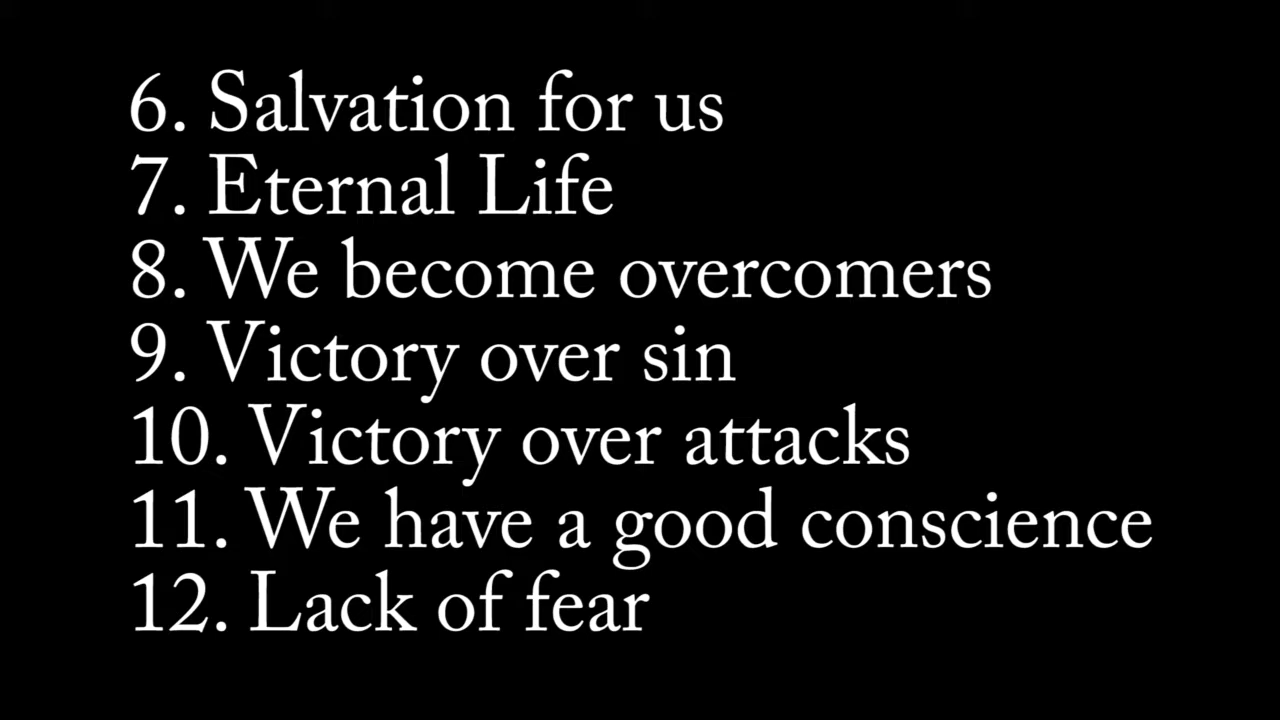 6. Salvation for us
7. Eternal Life
8. We become overcomers
9. Victory over sin
10. Victory over attacks
11. We have a good conscience
12. Lack of fear